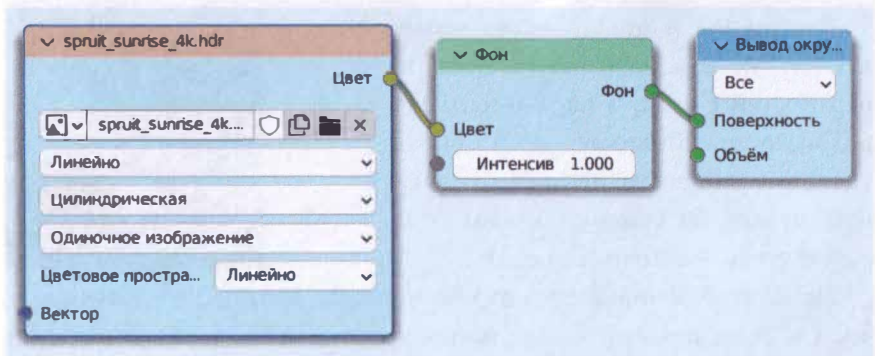 spruit_sunrise_4k.hdr
Цвет
spruit_sunrise_4k....
Линейно
Цилиндрическая
Одиночное изображение
Цветовое простра... Линейно
Вектор
Фон
Фон
Цвет
Интенсив 1.000
Вывод окру...
Все
Поверхность
Объём